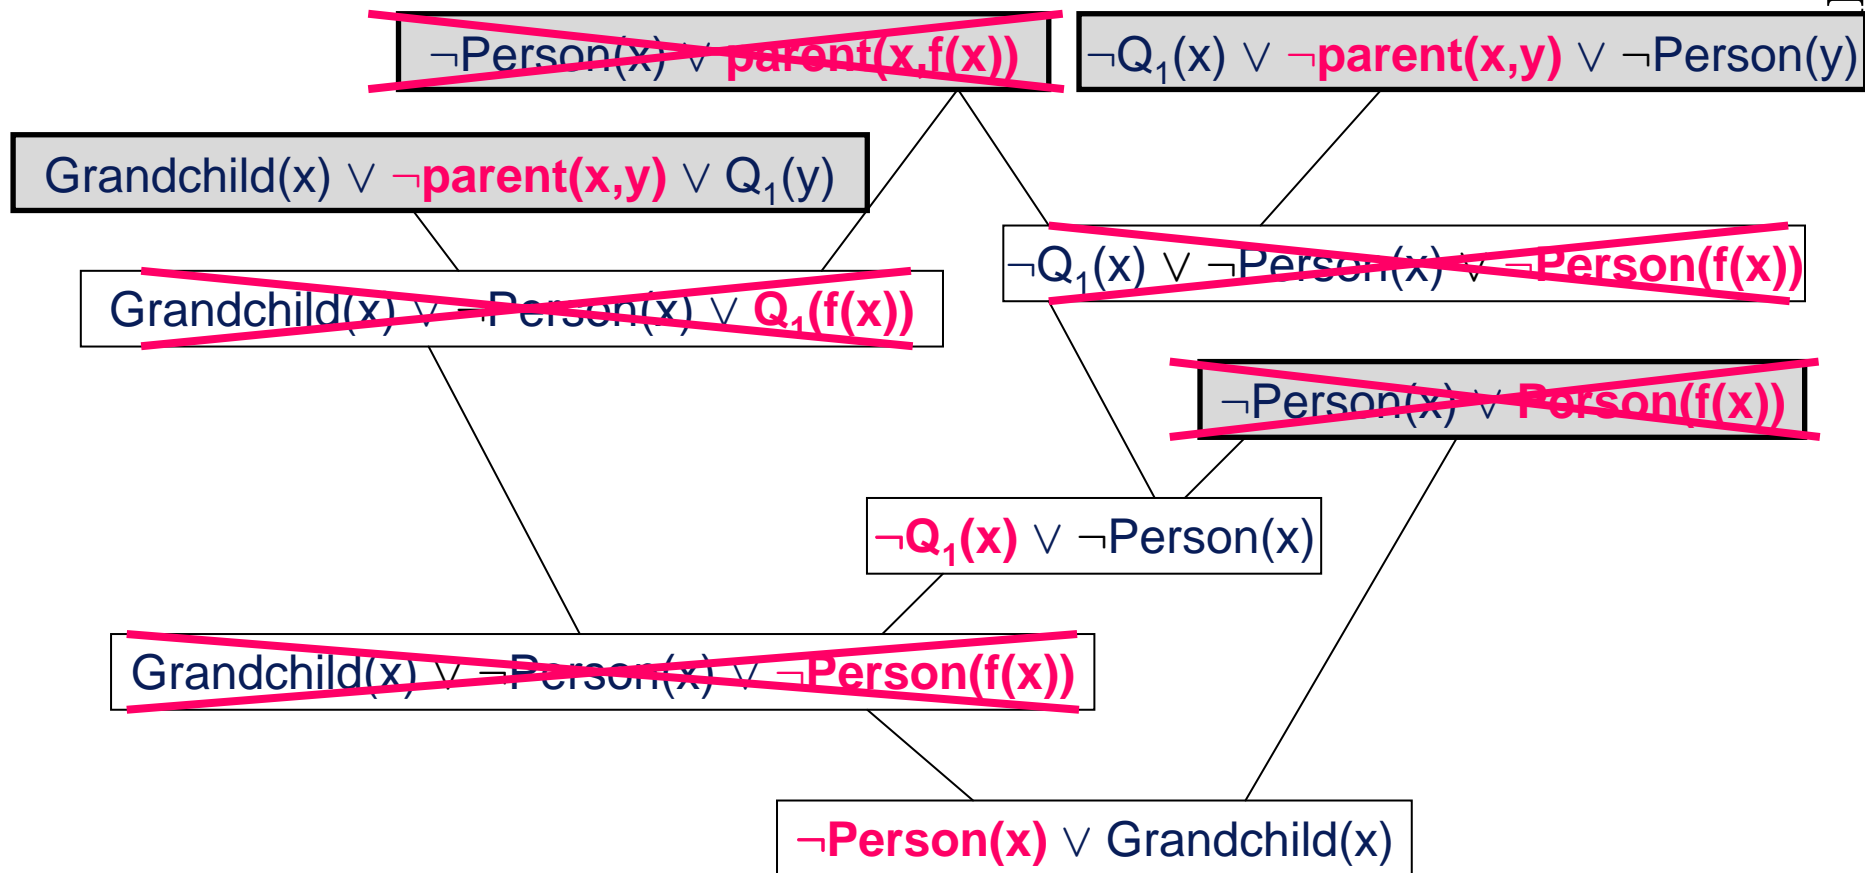 ¬Person(x) ∨ parent(x,f(x))
¬Q₁(x) ∨ ¬parent(x,y) ∨ ¬Person(y)
Grandchild(x) ∨ ¬parent(x,y) ∨ Q₁(y)
¬Q₁(x) ∨ ¬Person(x) ∨ ¬Person(f(x))
Grandchild(x) ∨ ¬Person(x) ∨ Q₁(f(x))
¬Person(x) ∨ Person(f(x))
¬Q₁(x) ∨ ¬Person(x)
Grandchild(x) ∨ ¬Person(x) ∨ ¬Person(f(x))
¬Person(x) ∨ Grandchild(x)